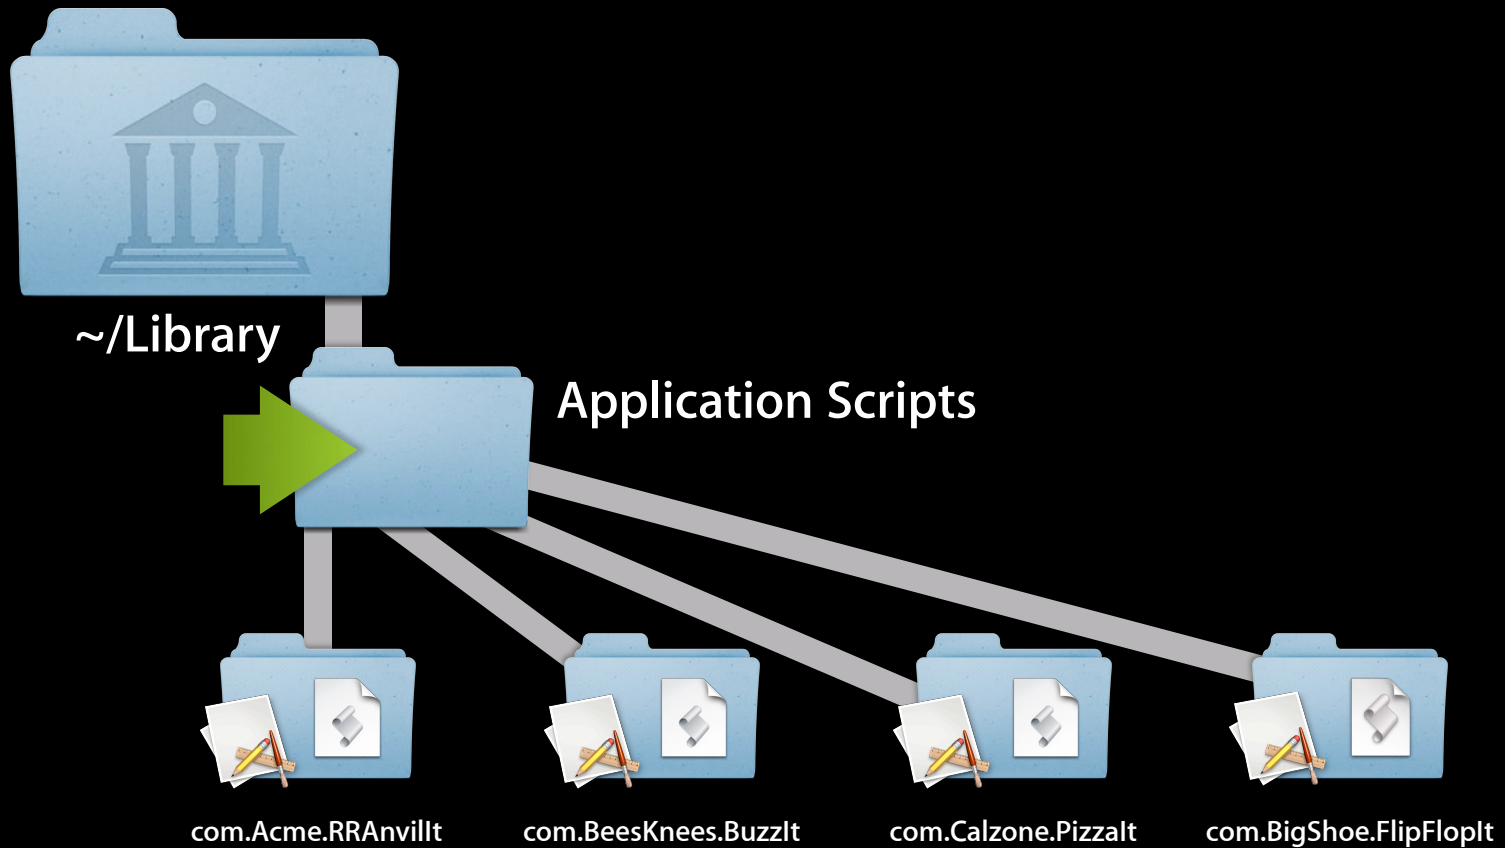 ~/Library
Application Scripts
com.Acme.RRAnvilIt
com.BeesKnees.BuzzIt
com.Calzone.PizzaIt
com.BigShoe.FlipFlopIt